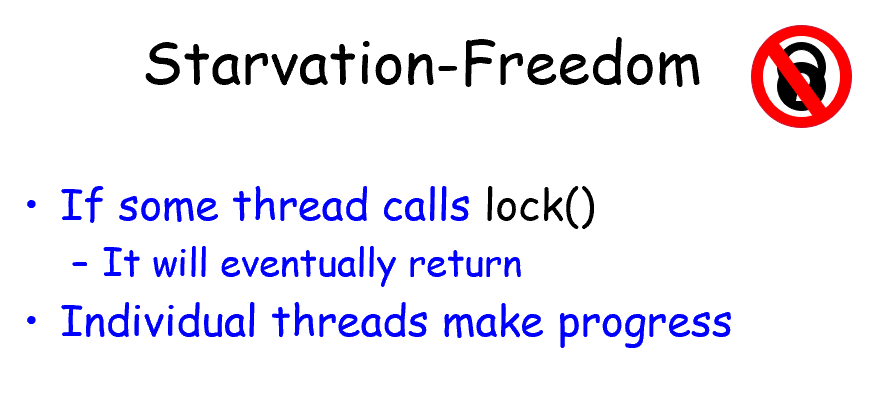 Starvation-Freedom
• If some thread calls lock()
– It will eventually return
• Individual threads make progress